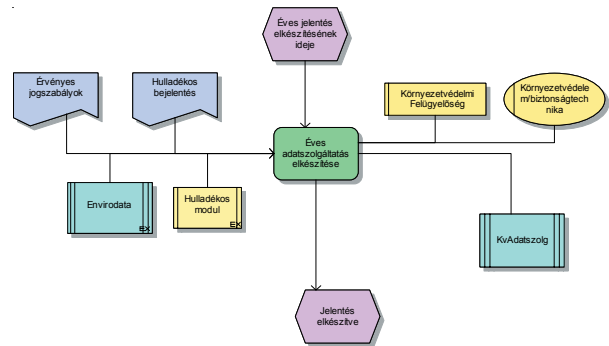 Éves jelentés
elkészítésének
ideje
Érvényes
jogszabályok
Hulladékos
bejelentés
Környezetvédelmi
Felügyelőség
Környezetvédele
m/biztonságtech
nika
Éves
adatszolgáltatás
elkészítése
Envirodata
EX
Hulladékos
modul
EX
KvAdatszolg
Jelentés
elkészítve